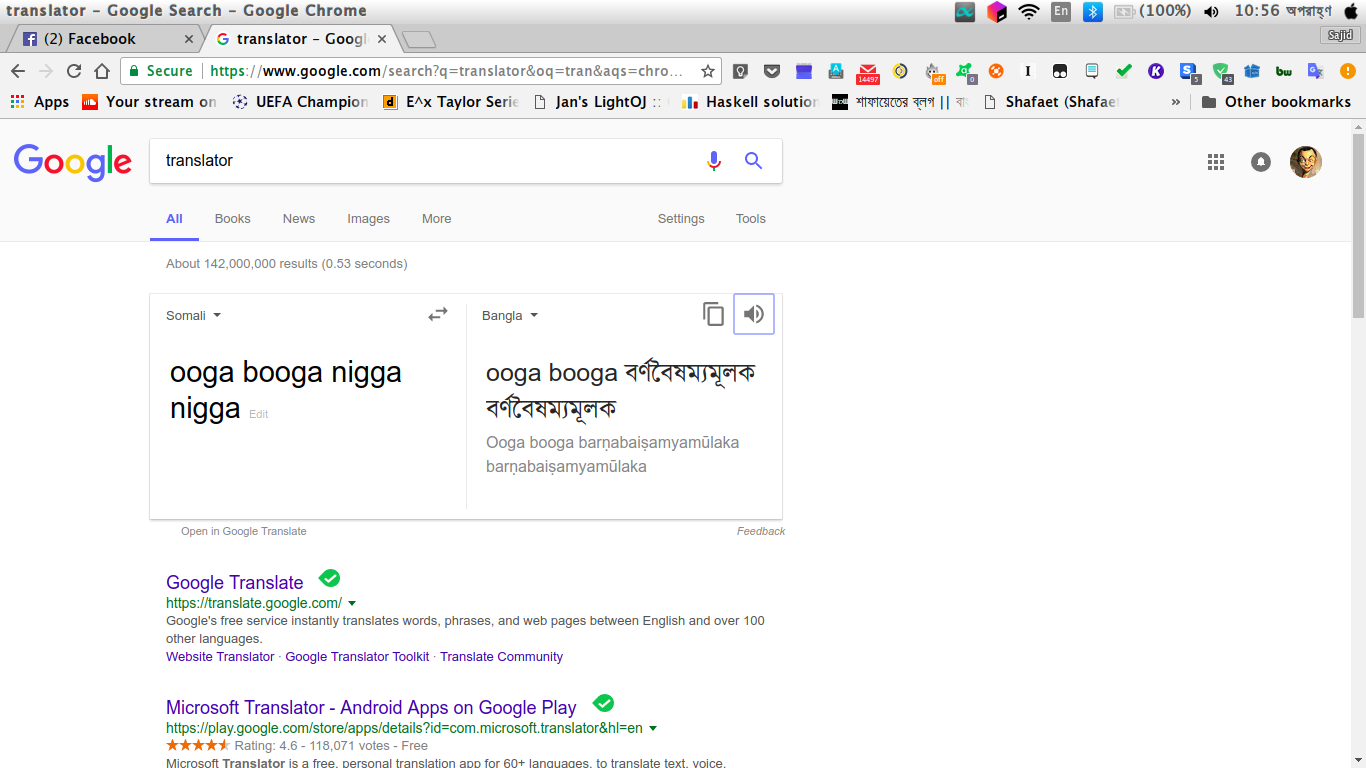 translator - Google Search - Google Chrome
En (100%) 10:56 অপরাহ্ণ
(2) Facebook × translator - Googl ×
Sajid
Secure https://www.google.com/search?q=translator&oq=tran&aqs=chro...
14497 off 0 5 43
Apps Your stream on UEFA Champion E^x Taylor Serie Jan's LightOJ :: Haskell solution শাফায়েতের ব্লগ || বাং Shafaet (Shafae » Other bookmarks
Google translator
All Books News Images More Settings Tools
About 142,000,000 results (0.53 seconds)
Somali Bangla
ooga booga nigga
nigga Edit
ooga booga বর্ণবৈষম্যমূলক
বর্ণবৈষম্যমূলক
Ooga booga barṇabaiṣamyamūlaka
barṇabaiṣamyamūlaka
Open in Google Translate Feedback
Google Translate
https://translate.google.com/
Google's free service instantly translates words, phrases, and web pages between English and over 100
other languages.
Website Translator · Google Translator Toolkit · Translate Community
Microsoft Translator - Android Apps on Google Play
https://play.google.com/store/apps/details?id=com.microsoft.translator&hl=en
Rating: 4.6 - 118,071 votes - Free
Microsoft Translator is a free, personal translation app for 60+ languages, to translate text, voice,